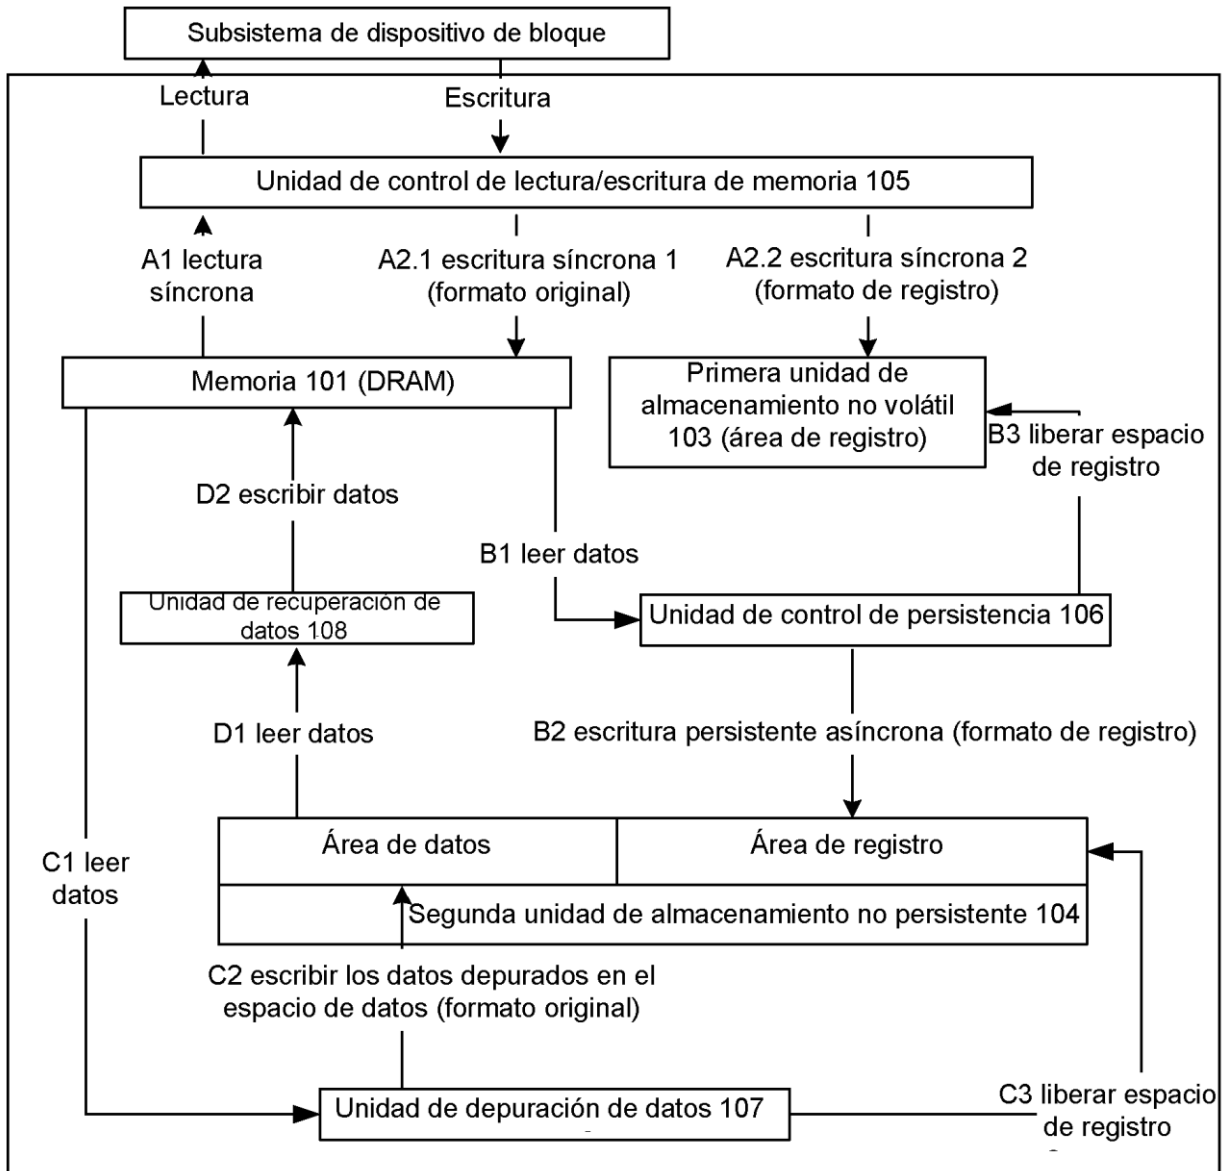 Subsistema de dispositivo de bloque
Lectura
Escritura
Unidad de control de lectura/escritura de memoria 105
A1 lectura
síncrona
A2.1 escritura síncrona 1
(formato original)
A2.2 escritura síncrona 2
(formato de registro)
Memoria 101 (DRAM)
Primera unidad de
almacenamiento no volátil
103 (área de registro)
B3 liberar espacio
de registro
D2 escribir datos
B1 leer datos
Unidad de recuperación de
datos 108
Unidad de control de persistencia 106
D1 leer datos
B2 escritura persistente asíncrona (formato de registro)
Área de datos
Área de registro
C1 leer
datos
Segunda unidad de almacenamiento no persistente 104
C2 escribir los datos depurados en el
espacio de datos (formato original)
Unidad de depuración de datos 107
C3 liberar espacio
de registro